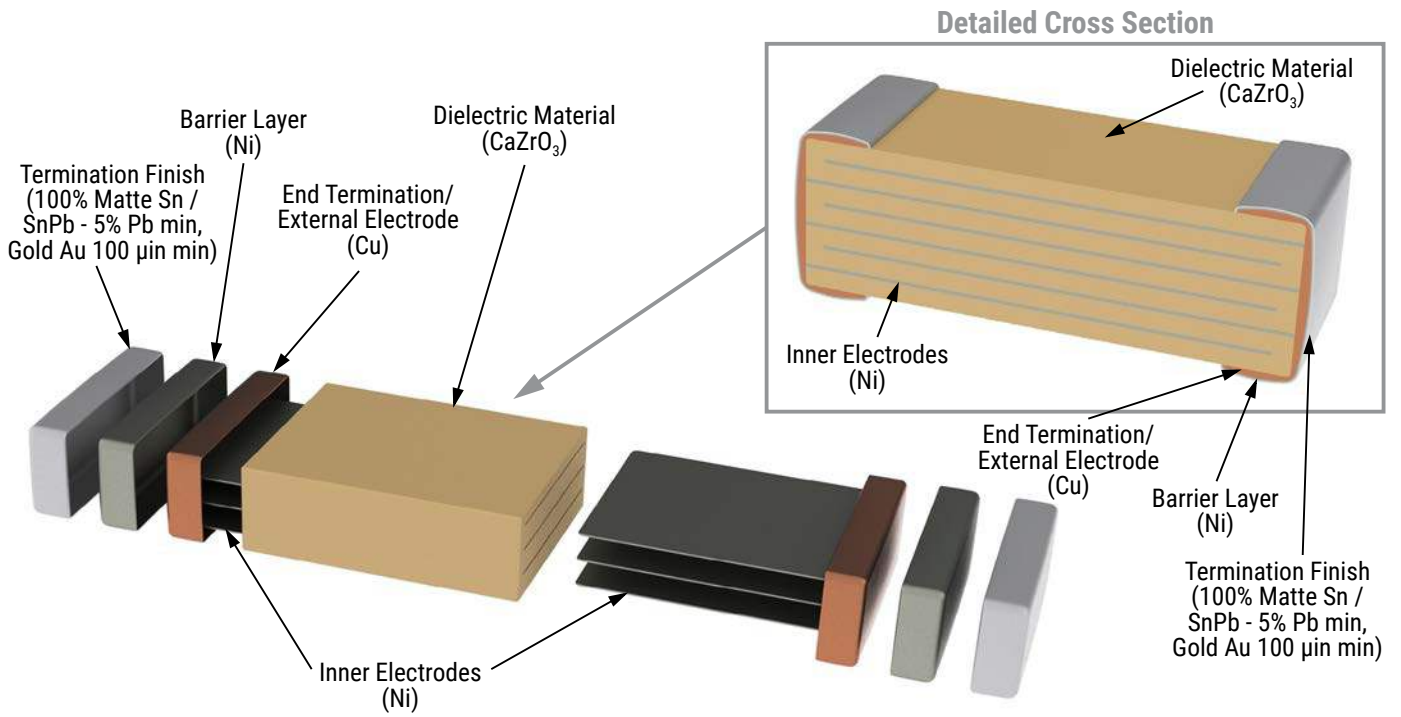 Detailed Cross Section
Dielectric Material
(CaZrO₃)
Barrier Layer
(Ni)
Dielectric Material
(CaZrO₃)
Termination Finish
(100% Matte Sn /
SnPb - 5% Pb min,
Gold Au 100 µin min)
End Termination/
External Electrode
(Cu)
Inner Electrodes
(Ni)
End Termination/
External Electrode
(Cu)
Barrier Layer
(Ni)
Termination Finish
(100% Matte Sn /
SnPb - 5% Pb min,
Gold Au 100 µin min)
Inner Electrodes
(Ni)